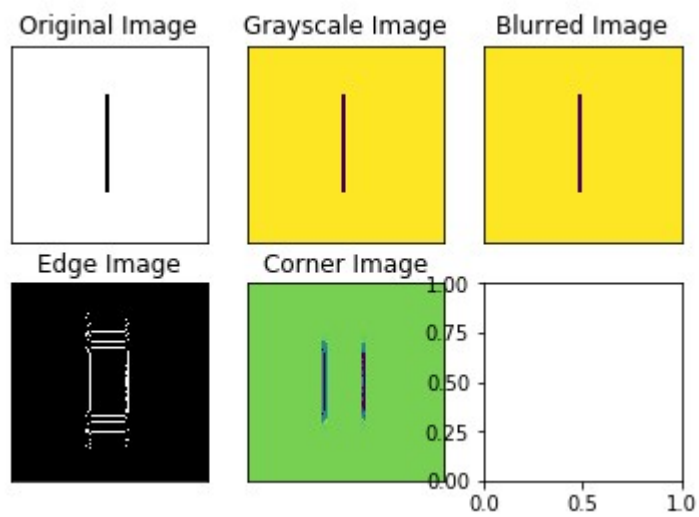 Original Image
Grayscale Image
Blurred Image
Edge Image
Corner Image
1.00
0.75
0.50
0.25
0.00
0.0 0.5 1.0